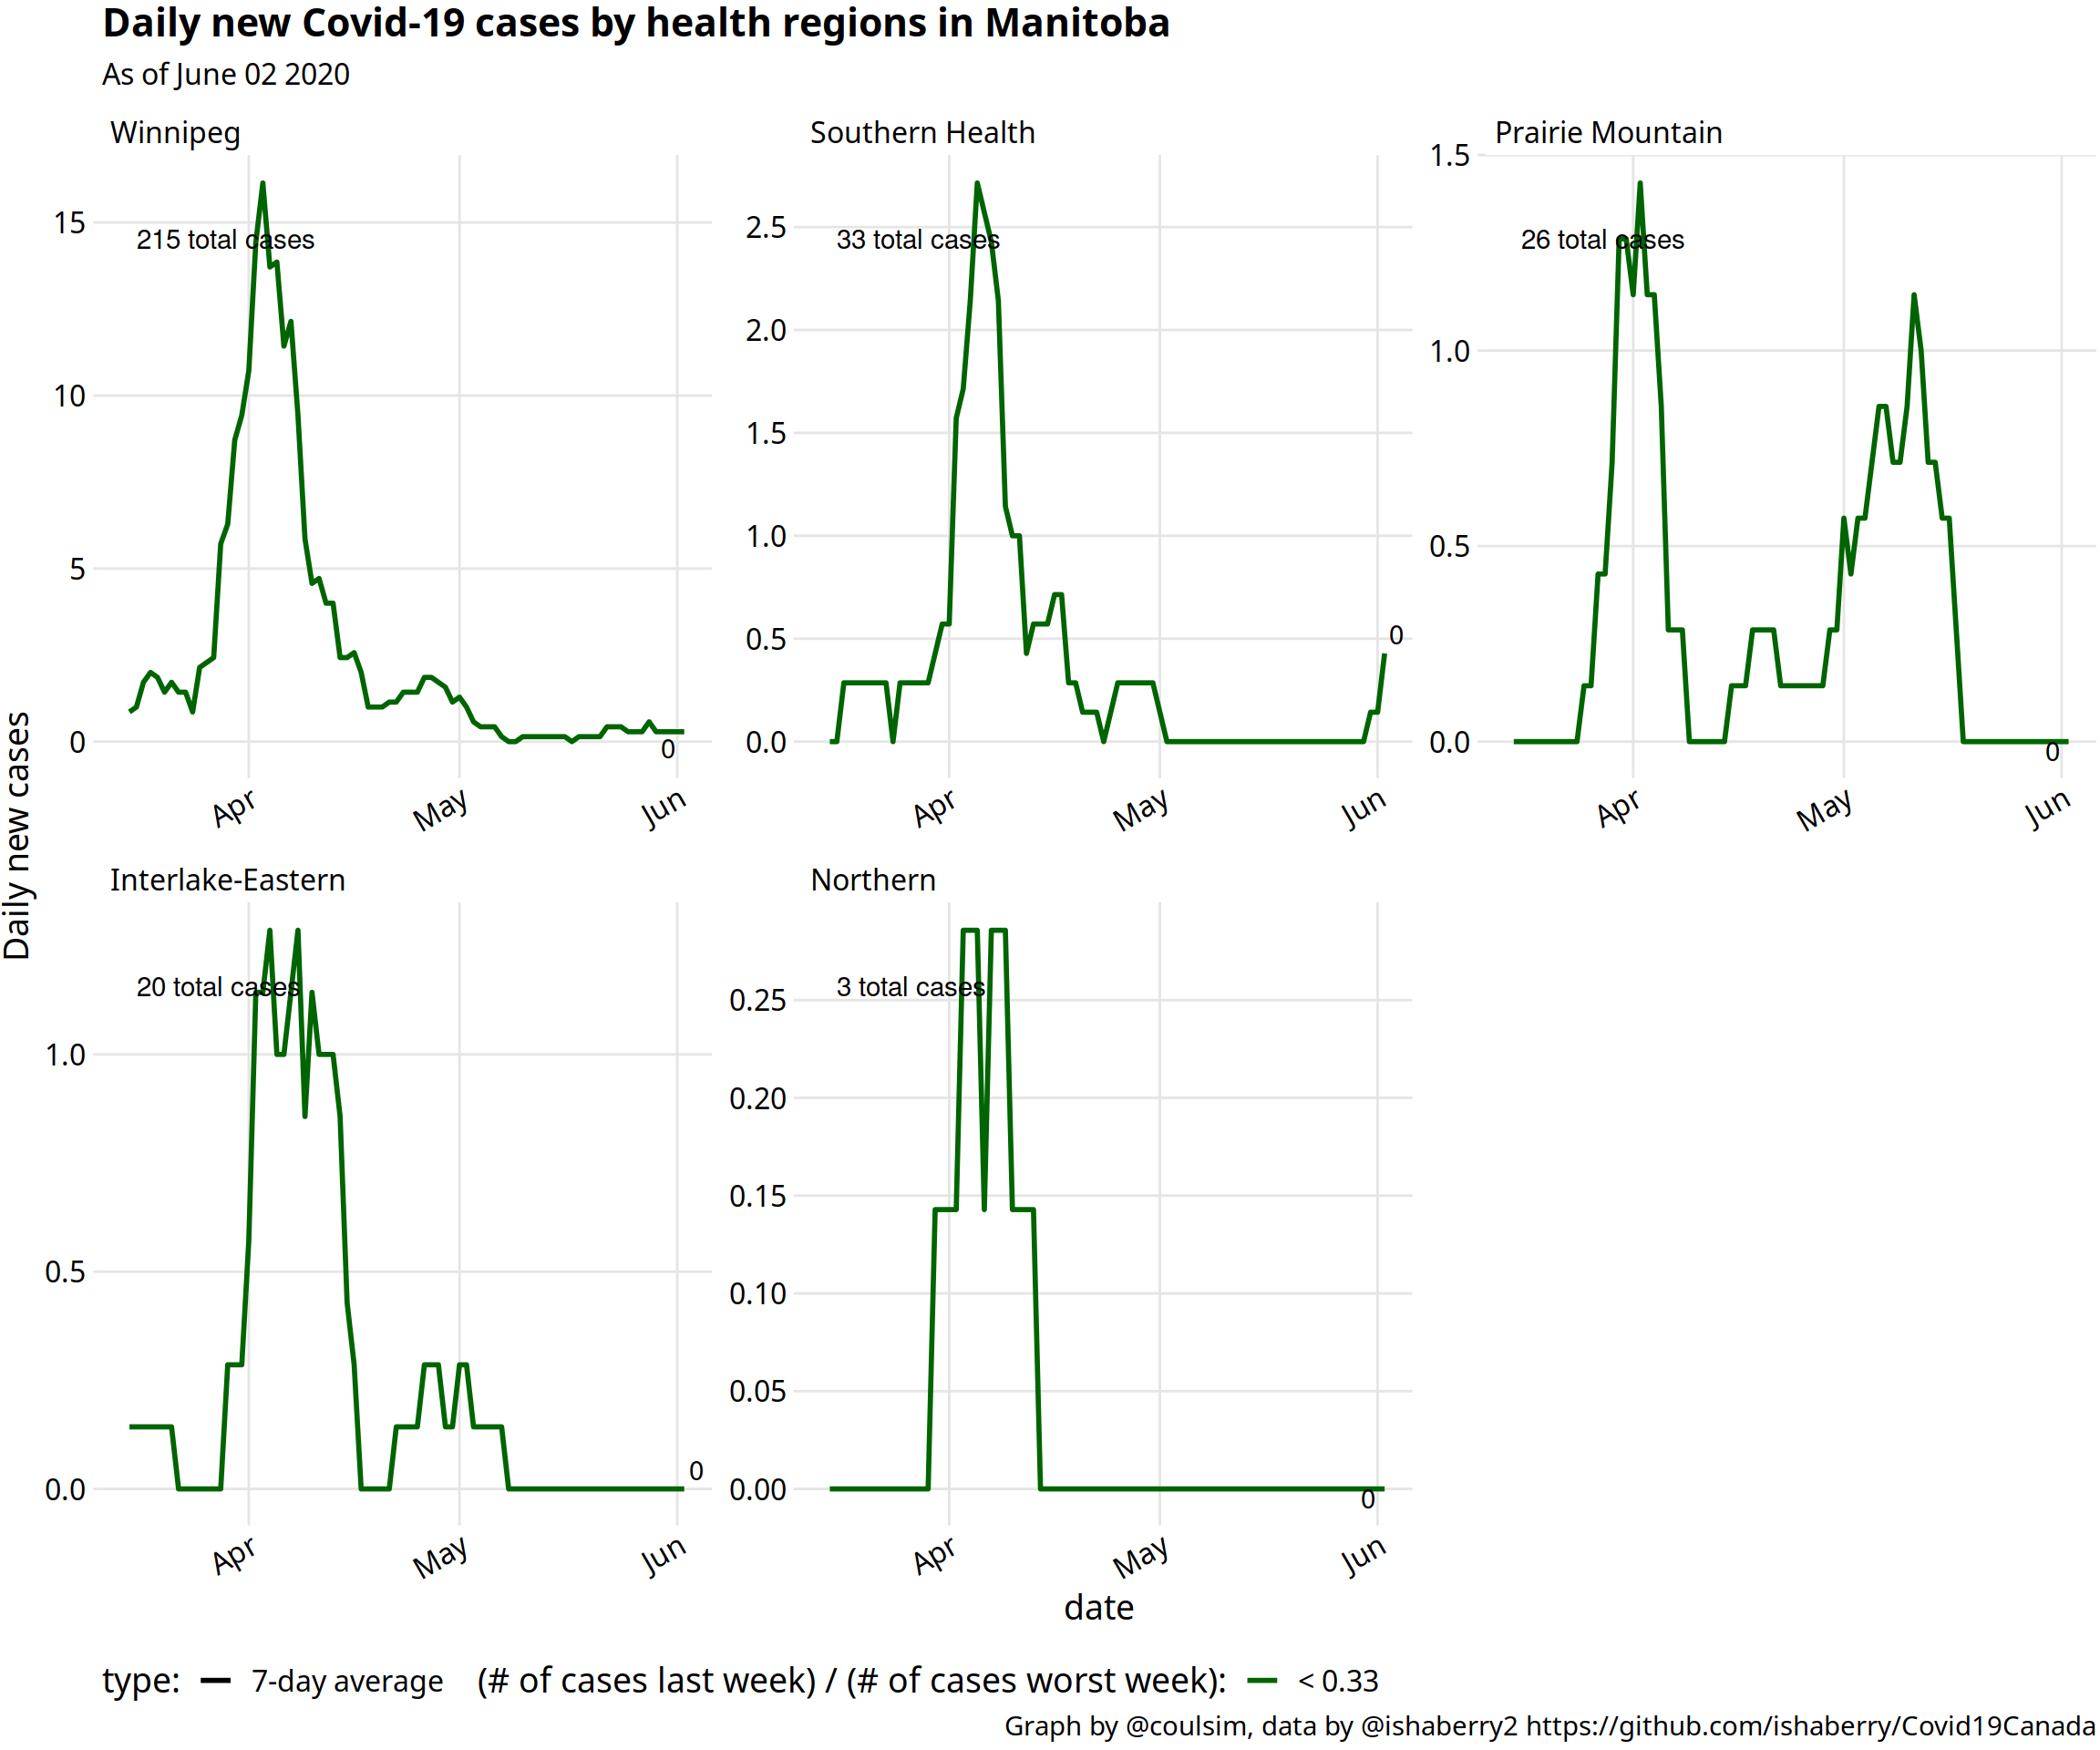 Daily new Covid-19 cases by health regions in Manitoba
As of June 02 2020
Winnipeg
215 total cases
15
10
5
0
0
Apr
May
Jun
Southern Health
33 total cases
2.5
2.0
1.5
1.0
0.5
0.0
0
Apr
May
Jun
Prairie Mountain
26 total cases
1.5
1.0
0.5
0.0
0
Apr
May
Jun
Daily new cases
Interlake-Eastern
20 total cases
1.0
0.5
0.0
0
Apr
May
Jun
Northern
3 total cases
0.25
0.20
0.15
0.10
0.05
0.00
0
Apr
May
Jun
date
type: 7-day average (# of cases last week) / (# of cases worst week): < 0.33
Graph by @coulsim, data by @ishaberry2 https://github.com/ishaberry/Covid19Canada